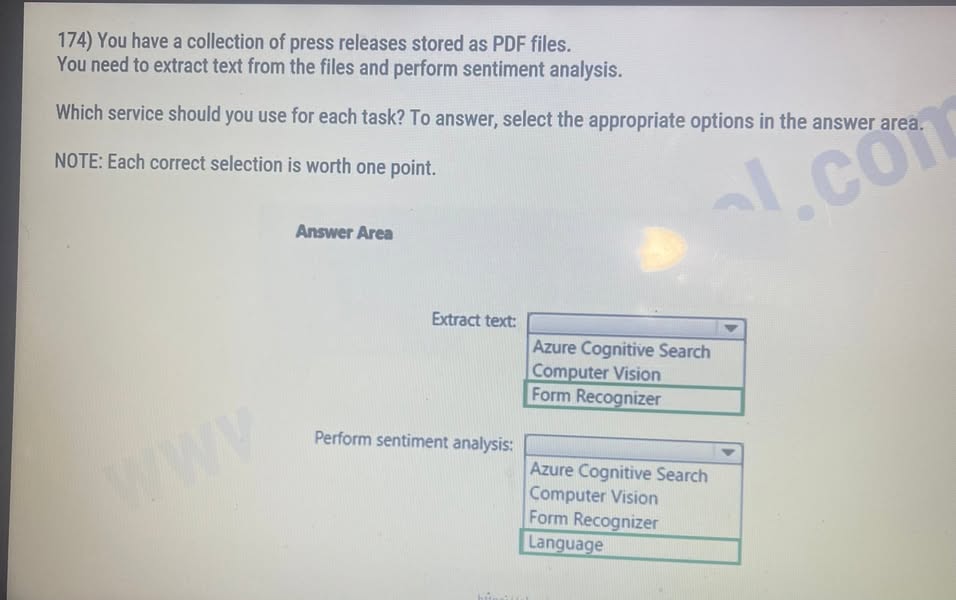 174) You have a collection of press releases stored as PDF files.
You need to extract text from the files and perform sentiment analysis.
Which service should you use for each task? To answer, select the appropriate options in the answer area.
NOTE: Each correct selection is worth one point.
.com
Answer Area
Extract text:
Azure Cognitive Search
Computer Vision
Form Recognizer
Perform sentiment analysis:
Azure Cognitive Search
Computer Vision
Form Recognizer
Language